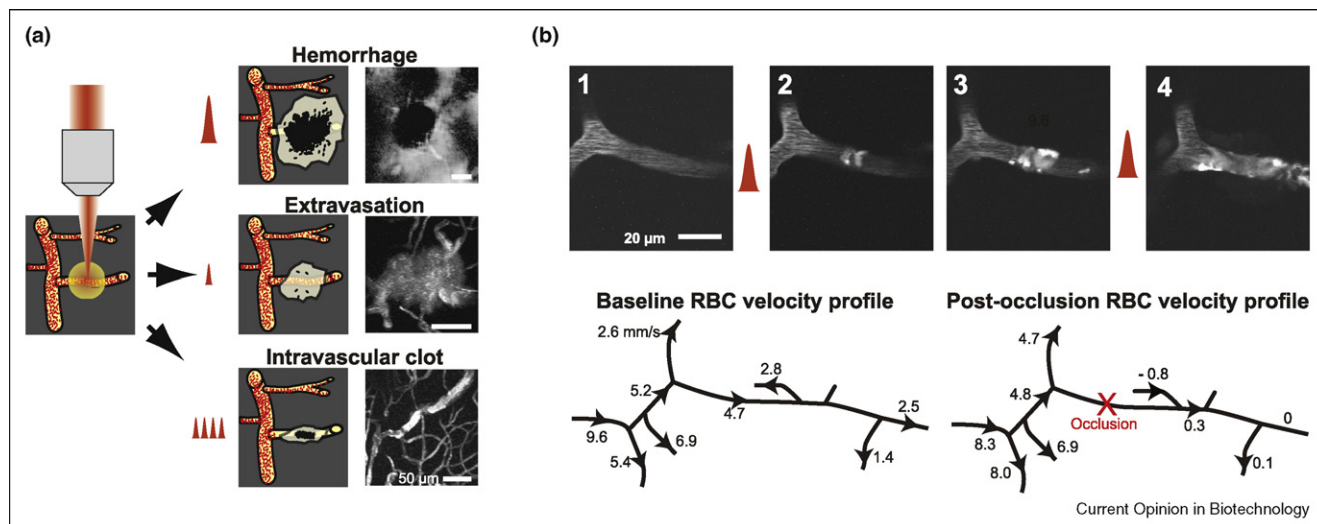 (a)
Hemorrhage
Extravasation
Intravascular clot
50 µm
(b)
1
2
3
9.6
4
20 µm
Baseline RBC velocity profile
2.6 mm/s
5.2
2.8
4.7
2.5
9.6
6.9
5.4
1.4
Post-occlusion RBC velocity profile
4.7
- 0.8
4.8
0
Occlusion
0.3
8.3
6.9
8.0
0.1
Current Opinion in Biotechnology